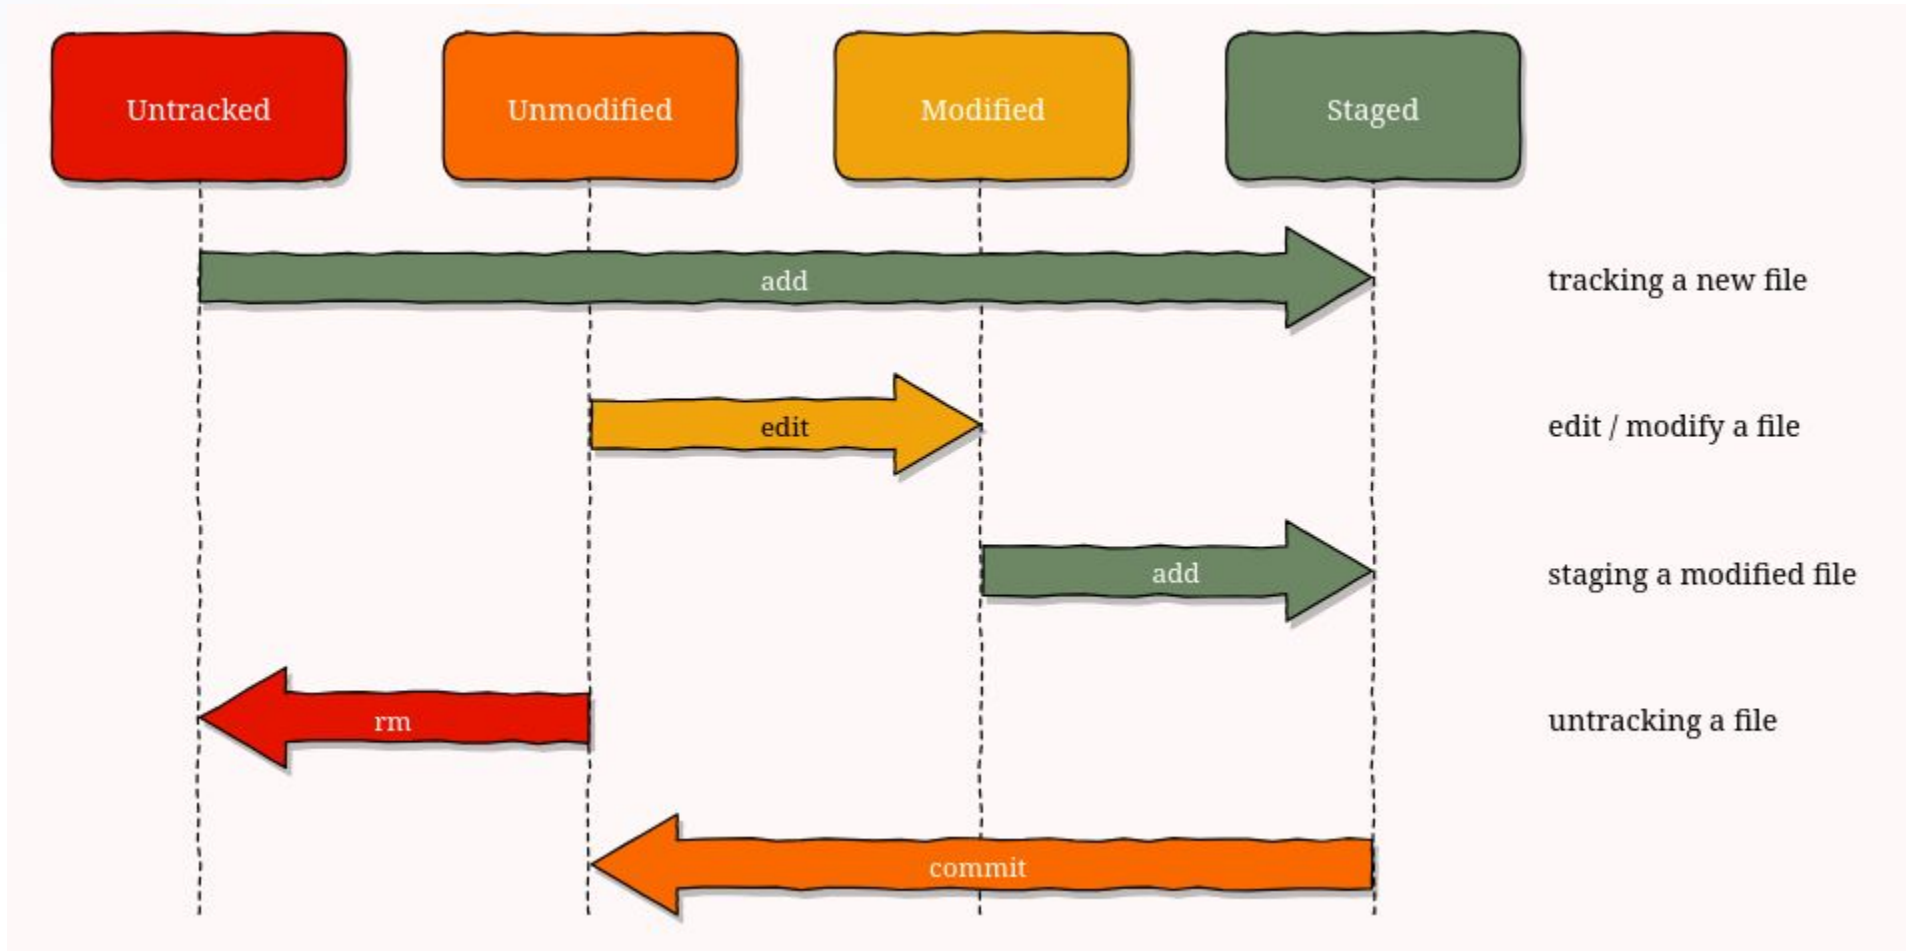 Untracked
Unmodified
Modified
Staged
add
tracking a new file
edit
edit / modify a file
add
staging a modified file
rm
untracking a file
commit